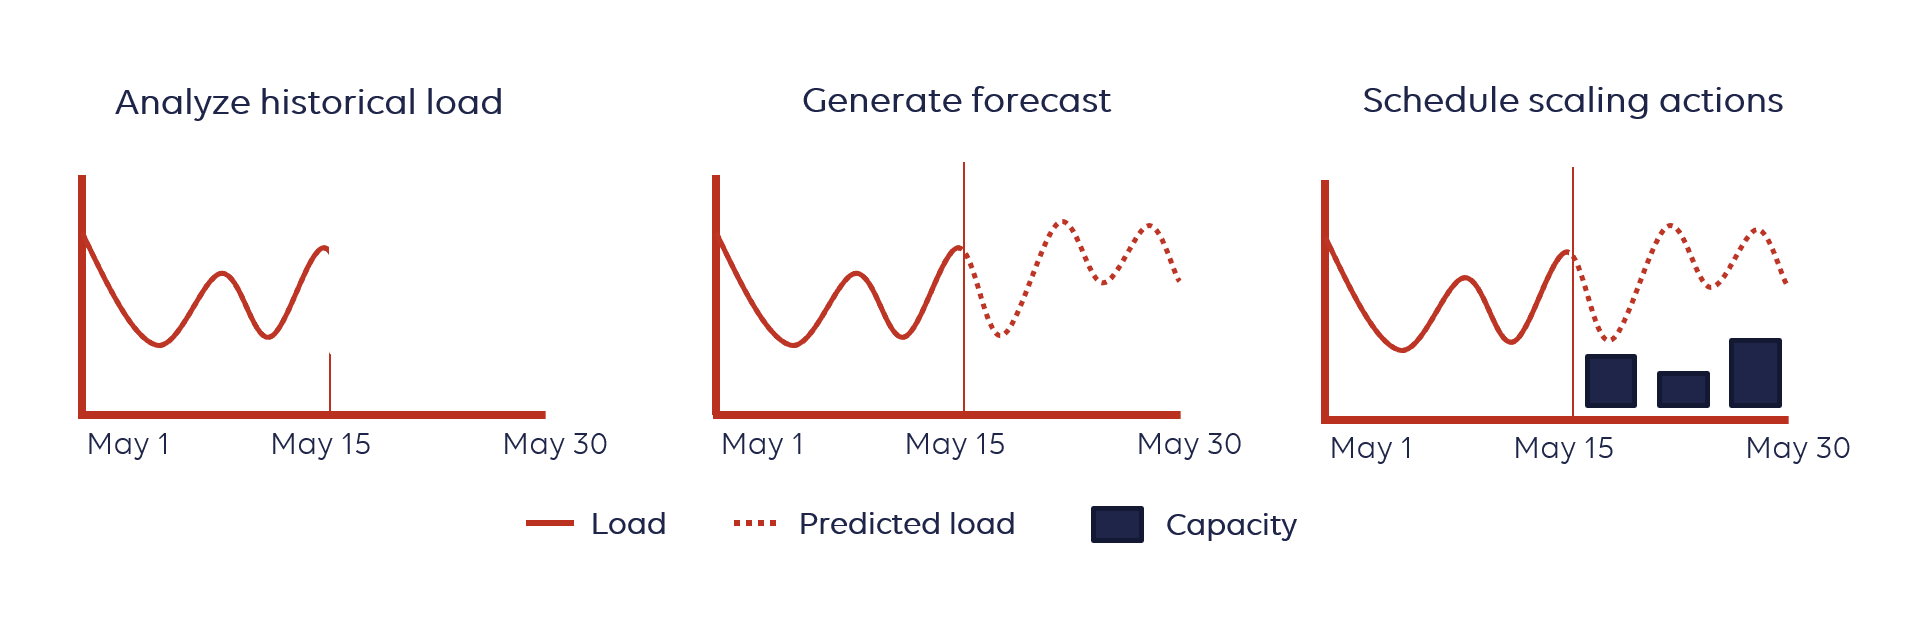 Analyze historical load
Generate forecast
Schedule scaling actions
May 1
May 15
May 30
May 1
May 15
May 30
May 1
May 15
May 30
Load
Predicted load
Capacity